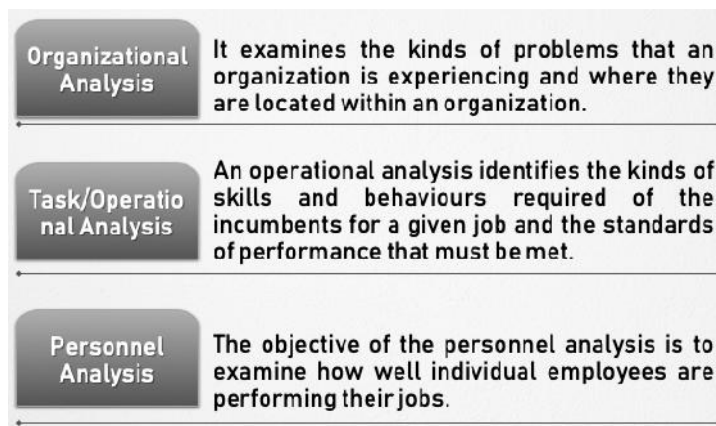 Organizational
Analysis
It examines the kinds of problems that an
organization is experiencing and where they
are located within an organization.
Task/Operatio
nal Analysis
An operational analysis identifies the kinds of
skills and behaviours required of the
incumbents for a given job and the standards
of performance that must be met.
Personnel
Analysis
The objective of the personnel analysis is to
examine how well individual employees are
performing their jobs.